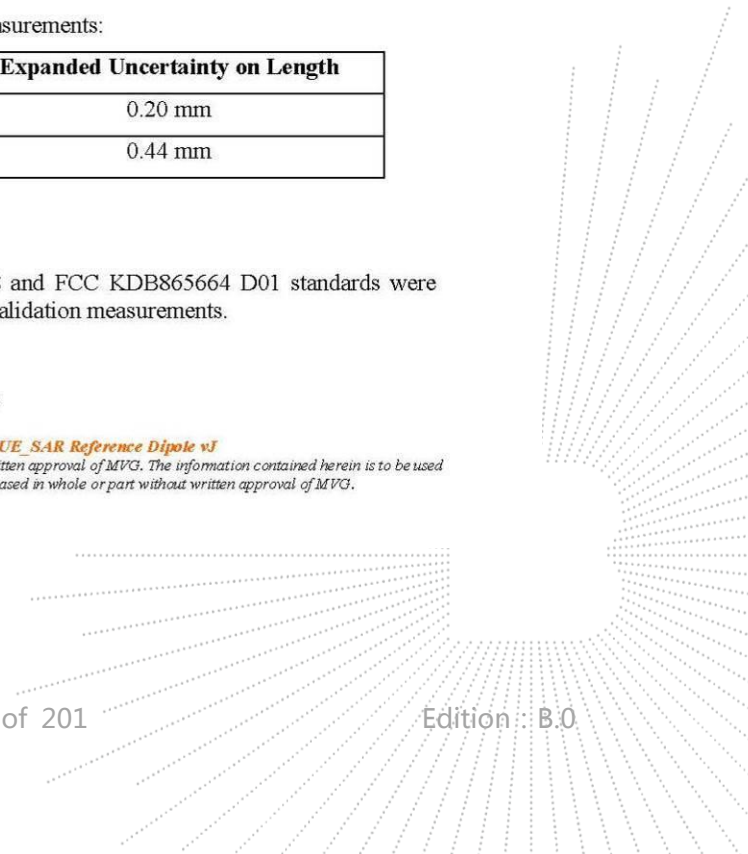 asurements:
Expanded Uncertainty on Length
0.20 mm
0.44 mm
and FCC KDB865664 D01 standards were
alidation measurements.
UE_SAR Reference Dipole vJ
tten approval of MVG. The information contained herein is to be used
ased in whole or part without written approval of MVG.
of 201
Edition : B.0